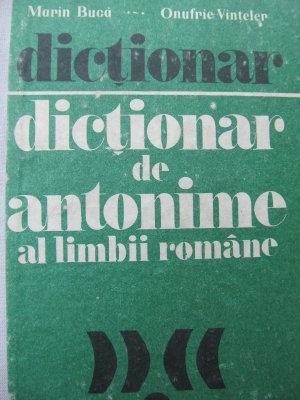 Marin Bucă ... Onufrie Vințeler
dicționar
dicționar
de
antonime
al limbii române